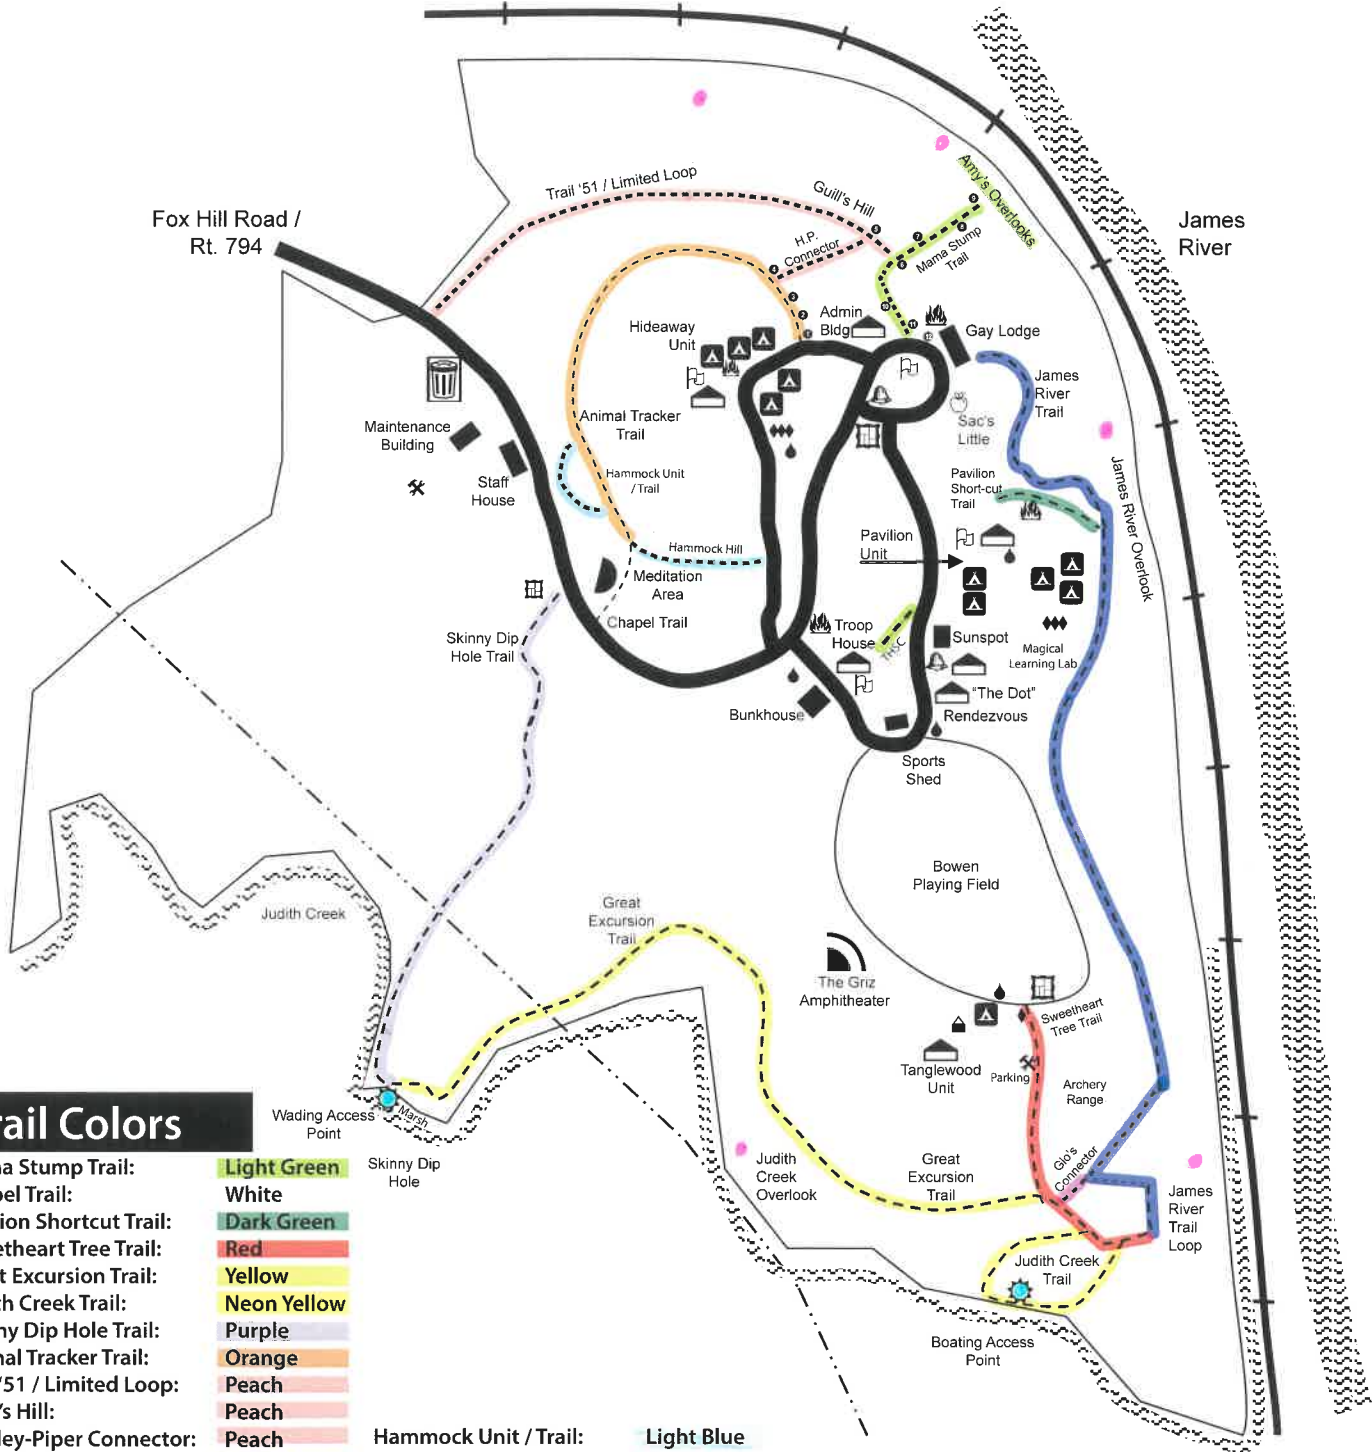 Fox Hill Road /
Rt. 794
Trail '51 / Limited Loop
Guill's Hill
Amy's Overlooks
James
River
H.P.
Connector
Mama Stump
Trail
Hideaway
Unit
Admin
Bldg
Gay Lodge
James
River
Trail
Maintenance
Building
Animal Tracker
Trail
Sac's
Little
Staff
House
Hammock Unit
/ Trail
Pavilion
Short-cut
Trail
James River Overlook
Hammock Hill
Pavilion
Unit
Meditation
Area
Chapel Trail
Skinny Dip
Hole Trail
Troop
House
THSC
Sunspot
Magical
Learning Lab
"The Dot"
Rendezvous
Bunkhouse
Sports
Shed
Bowen
Playing Field
Judith Creek
Great
Excursion
Trail
The Griz
Amphitheater
Sweetheart
Tree Trail
Tanglewood
Unit
Parking
Archery
Range
Wading Access
Point
Marsh
Skinny Dip
Hole
Judith
Creek
Overlook
Great
Excursion
Trail
Glo's
Connector
James
River
Trail
Loop
Judith Creek
Trail
Boating Access
Point
rail Colors
a Stump Trail: Light Green
pel Trail: White
ion Shortcut Trail: Dark Green
etheart Tree Trail: Red
t Excursion Trail: Yellow
th Creek Trail: Neon Yellow
ny Dip Hole Trail: Purple
nal Tracker Trail: Orange
'51 / Limited Loop: Peach
's Hill: Peach
ley-Piper Connector: Peach
Hammock Unit / Trail: Light Blue